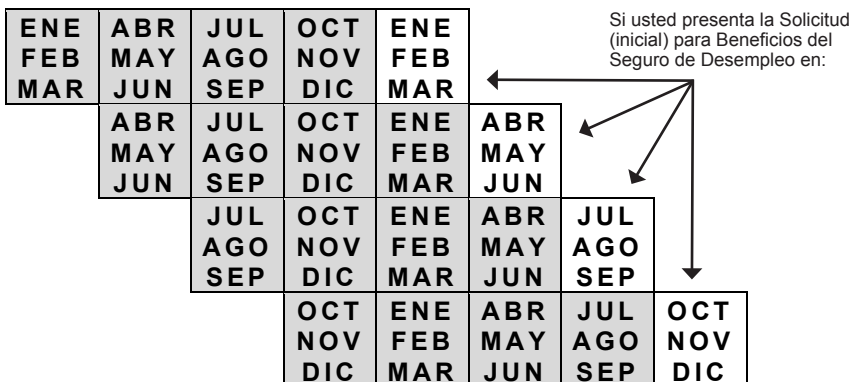 Si usted presenta la Solicitud
(inicial) para Beneficios del
Seguro de Desempleo en:
ENE ABR JUL OCT ENE
FEB MAY AGO NOV FEB
MAR JUN SEP DIC MAR
ABR JUL OCT ENE ABR
MAY AGO NOV FEB MAY
JUN SEP DIC MAR JUN
JUL OCT ENE ABR JUL
AGO NOV FEB MAY AGO
SEP DIC MAR JUN SEP
OCT ENE ABR JUL OCT
NOV FEB MAY AGO NOV
DIC MAR JUN SEP DIC